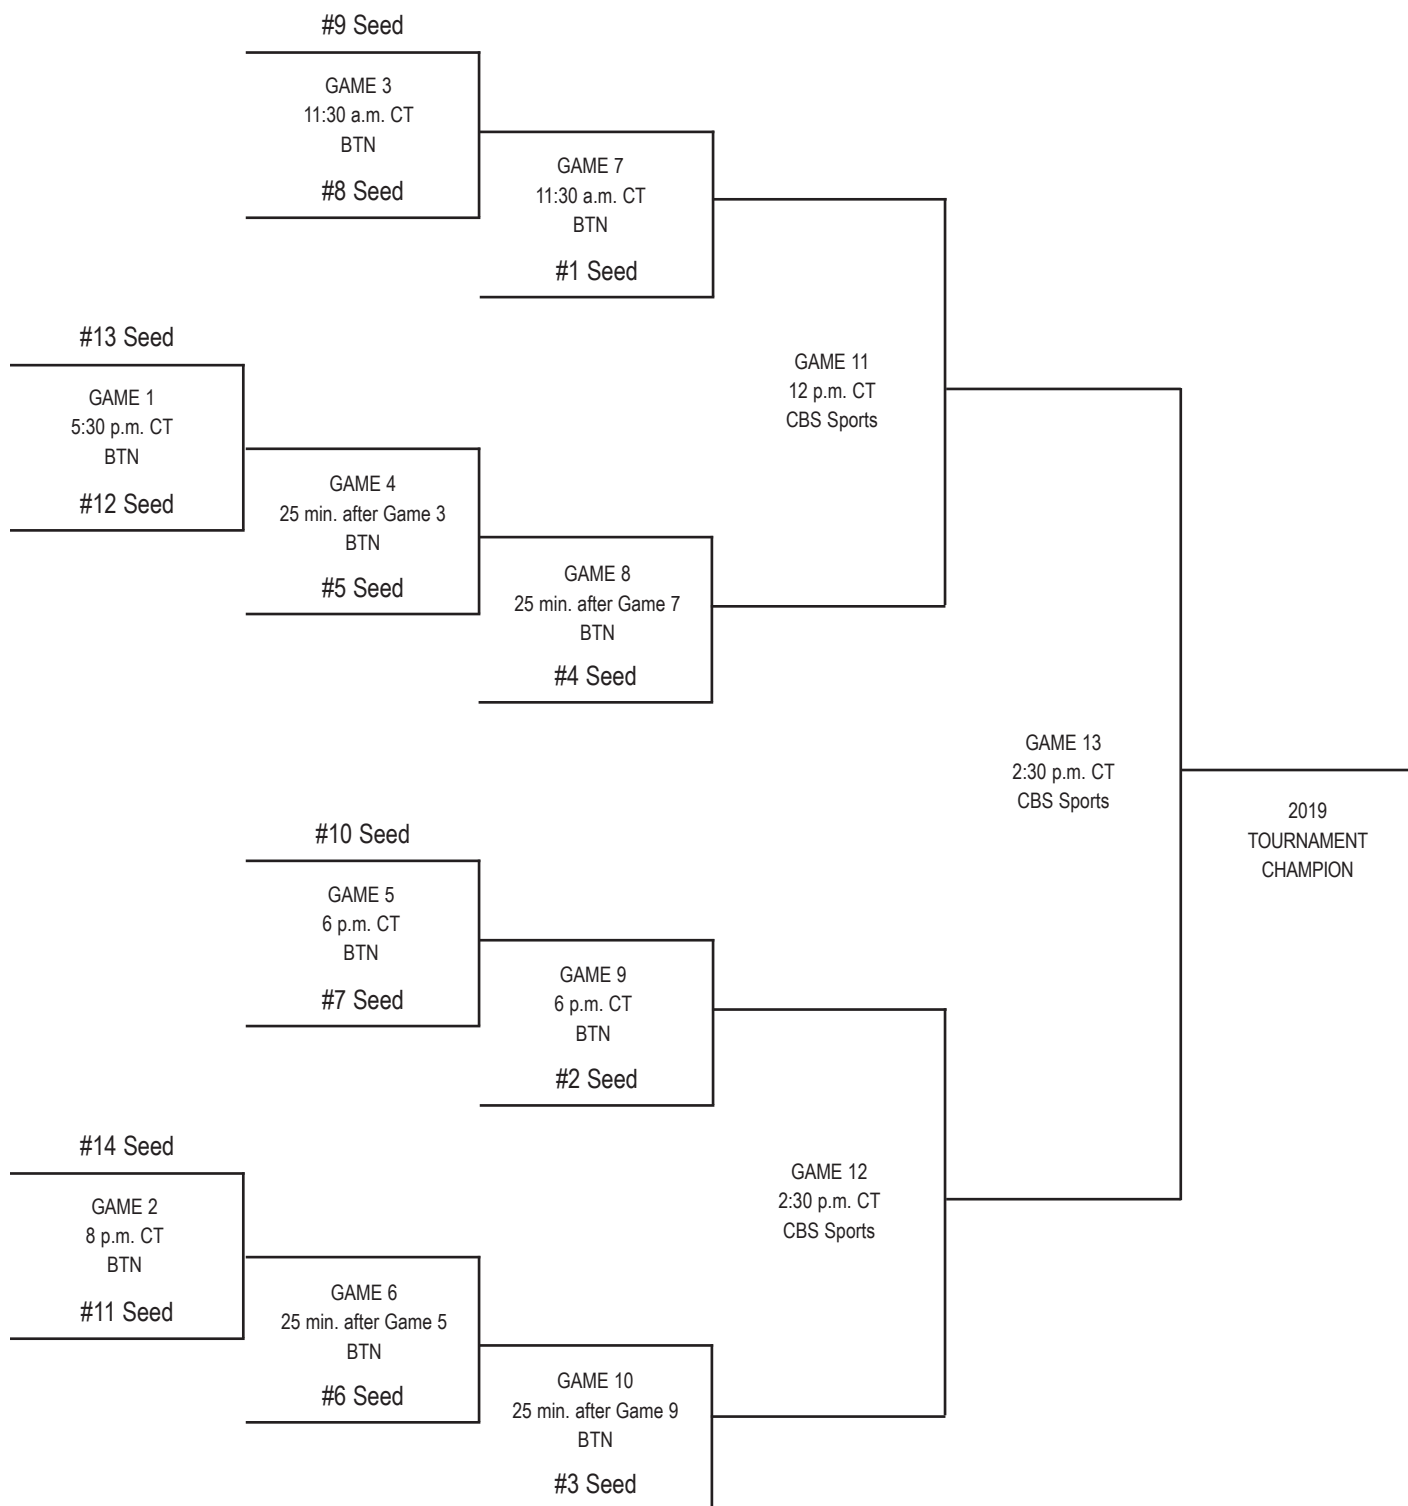 #9 Seed
GAME 3
11:30 a.m. CT
BTN
#8 Seed
GAME 7
11:30 a.m. CT
BTN
#1 Seed
#13 Seed
GAME 1
5:30 p.m. CT
BTN
#12 Seed
GAME 4
25 min. after Game 3
BTN
#5 Seed
GAME 8
25 min. after Game 7
BTN
#4 Seed
GAME 11
12 p.m. CT
CBS Sports
GAME 13
2:30 p.m. CT
CBS Sports
2019
TOURNAMENT
CHAMPION
#10 Seed
GAME 5
6 p.m. CT
BTN
#7 Seed
GAME 9
6 p.m. CT
BTN
#2 Seed
#14 Seed
GAME 2
8 p.m. CT
BTN
#11 Seed
GAME 6
25 min. after Game 5
BTN
#6 Seed
GAME 10
25 min. after Game 9
BTN
#3 Seed
GAME 12
2:30 p.m. CT
CBS Sports